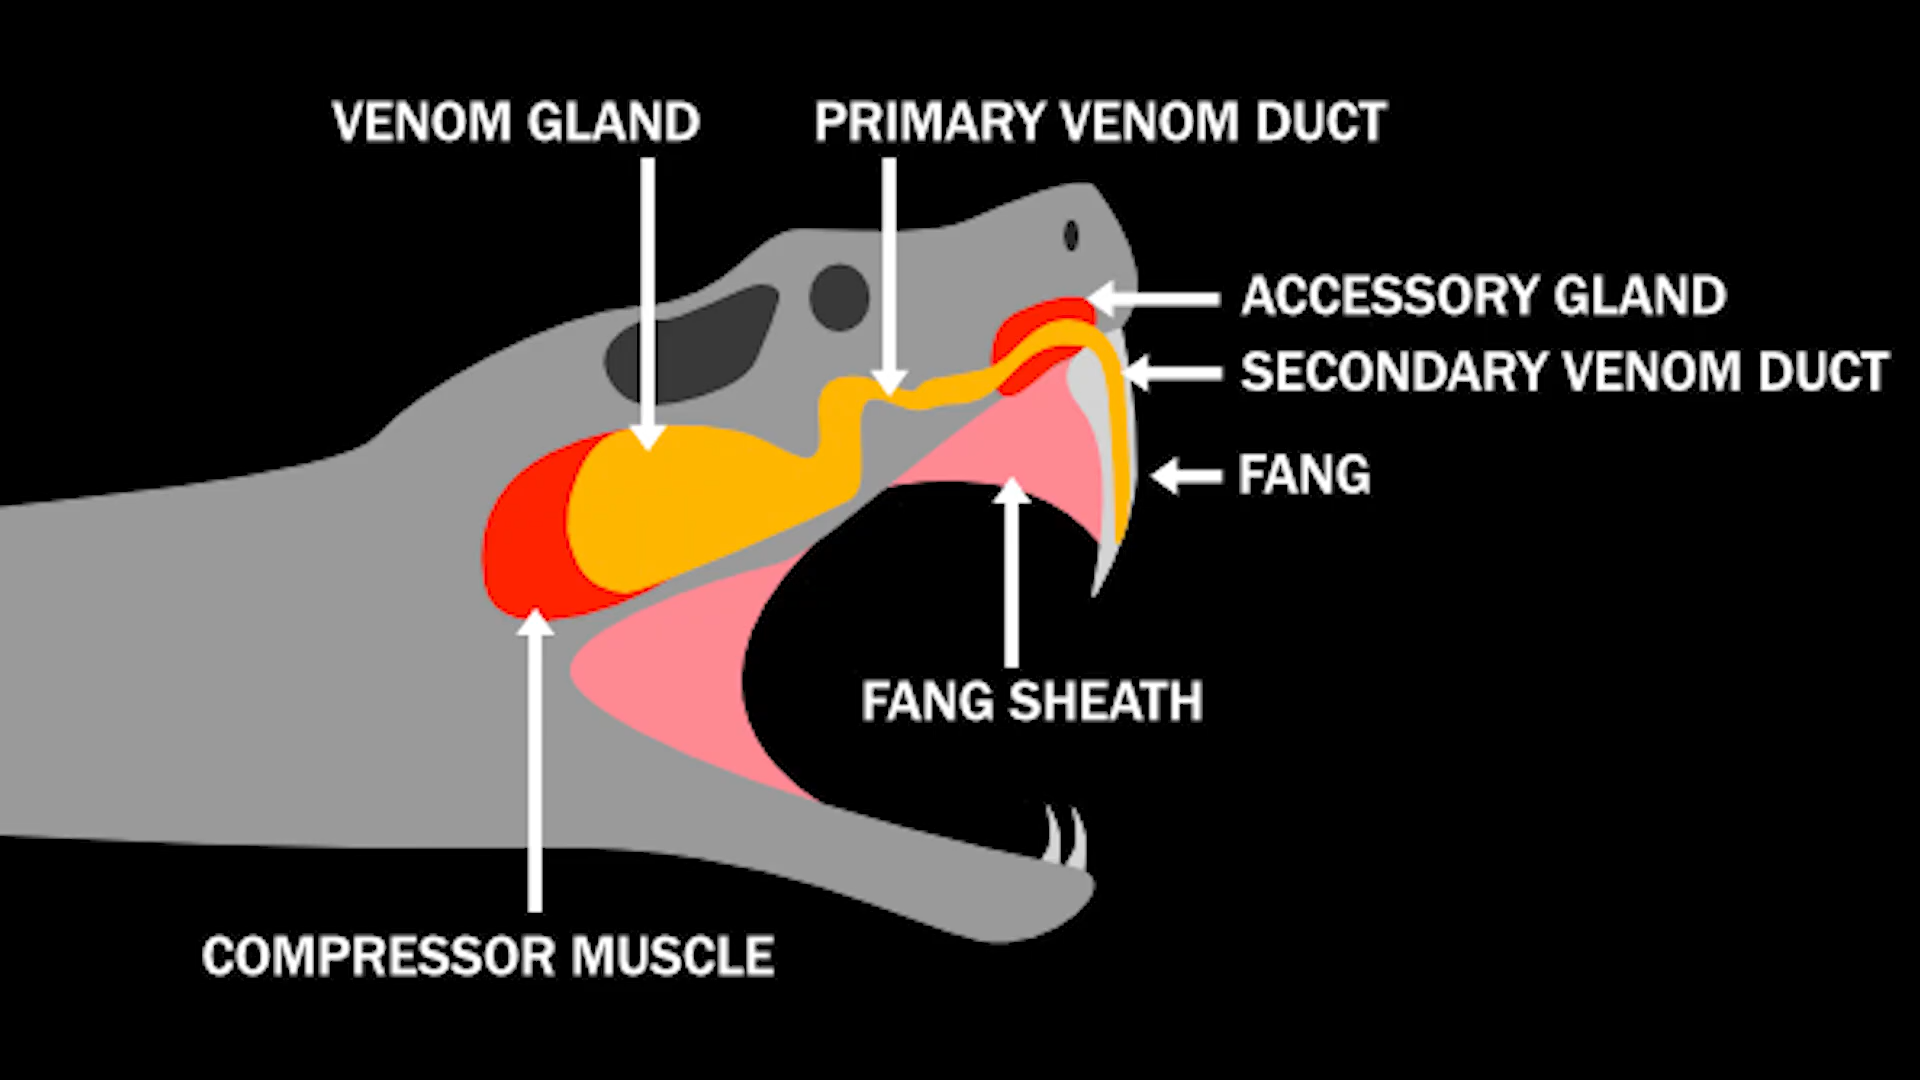 VENOM GLAND
PRIMARY VENOM DUCT
ACCESSORY GLAND
SECONDARY VENOM DUCT
FANG
FANG SHEATH
COMPRESSOR MUSCLE